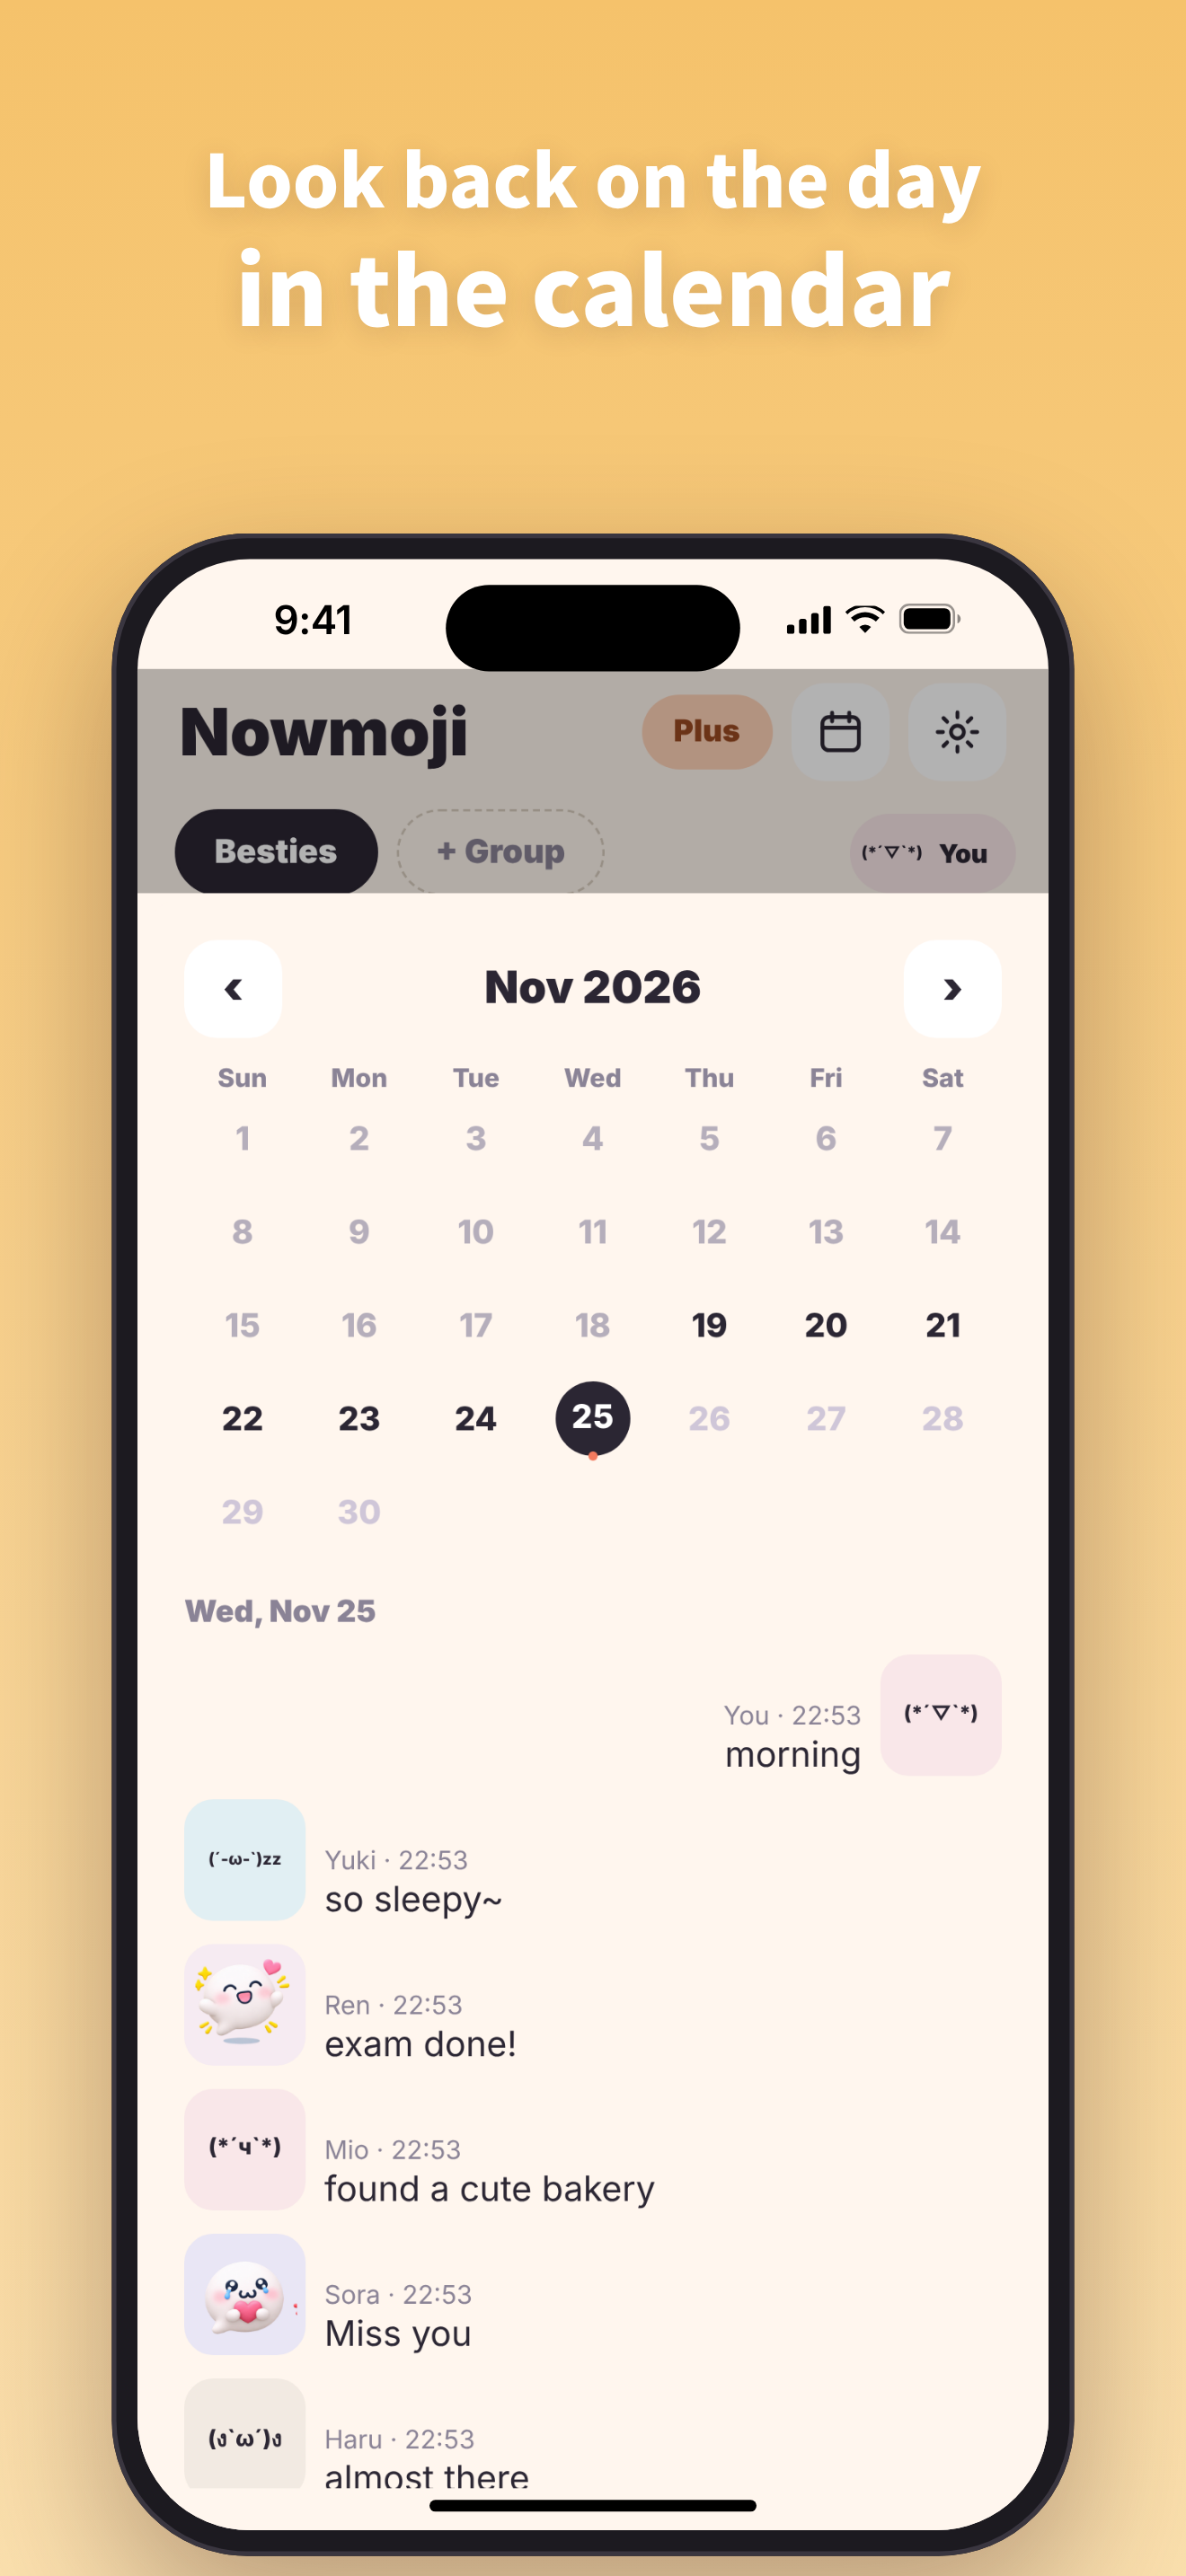 Look back on the day
in the calendar
9:41
Nowmoji
Plus
Besties
+ Group
(*´▽`*) You
‹ Nov 2026 ›
Sun Mon Tue Wed Thu Fri Sat
1 2 3 4 5 6 7
8 9 10 11 12 13 14
15 16 17 18 19 20 21
22 23 24 25 26 27 28
29 30
Wed, Nov 25
You · 22:53
morning
(*´▽`*)
(´-ω-`)zz
Yuki · 22:53
so sleepy~
Ren · 22:53
exam done!
(*´ч`*)
Mio · 22:53
found a cute bakery
Sora · 22:53
Miss you
(ง`ω´)ง
Haru · 22:53
almost there